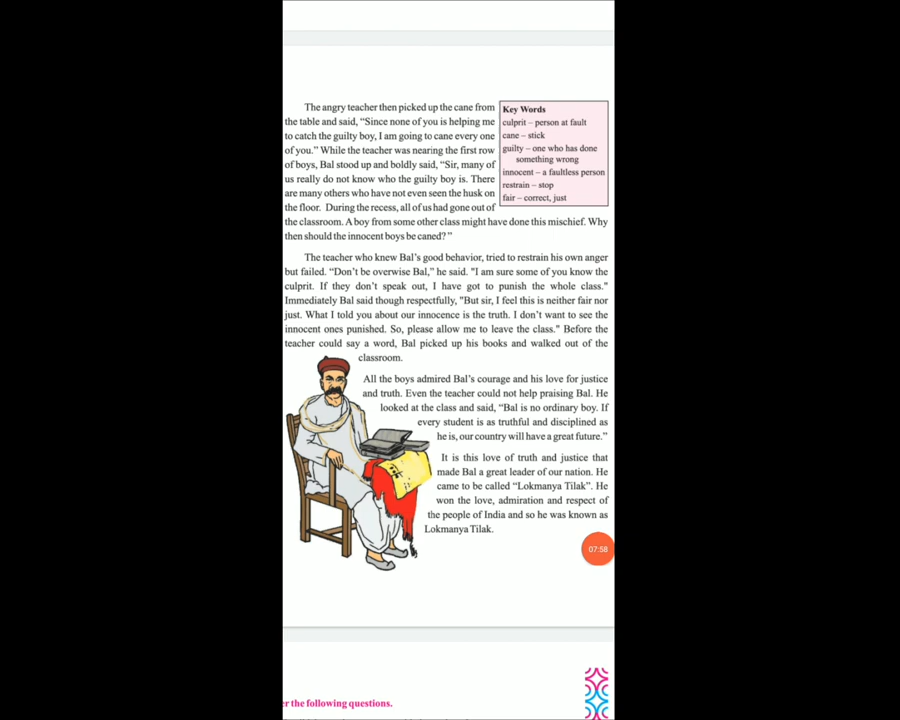 The angry teacher then picked up the cane from
the table and said, “Since none of you is helping me
to catch the guilty boy, I am going to cane every one
of you.” While the teacher was nearing the first row
of boys, Bal stood up and boldly said, “Sir, many of
us really do not know who the guilty boy is. There
are many others who have not even seen the husk on
the floor. During the recess, all of us had gone out of
the classroom. A boy from some other class might have done this mischief. Why
then should the innocent boys be caned?”
Key Words
culprit – person at fault
cane – stick
guilty – one who has done
something wrong
innocent – a faultless person
restrain – stop
fair – correct, just
The teacher who knew Bal’s good behavior, tried to restrain his own anger
but failed. “Don’t be overwise Bal,” he said. "I am sure some of you know the
culprit. If they don’t speak out, I have got to punish the whole class."
Immediately Bal said though respectfully, "But sir, I feel this is neither fair nor
just. What I told you about our innocence is the truth. I don’t want to see the
innocent ones punished. So, please allow me to leave the class." Before the
teacher could say a word, Bal picked up his books and walked out of the
classroom.
All the boys admired Bal’s courage and his love for justice
and truth. Even the teacher could not help praising Bal. He
looked at the class and said, “Bal is no ordinary boy. If
every student is as truthful and disciplined as
he is, our country will have a great future.”
It is this love of truth and justice that
made Bal a great leader of our nation. He
came to be called “Lokmanya Tilak”. He
won the love, admiration and respect of
the people of India and so he was known as
Lokmanya Tilak.
07:58
er the following questions.